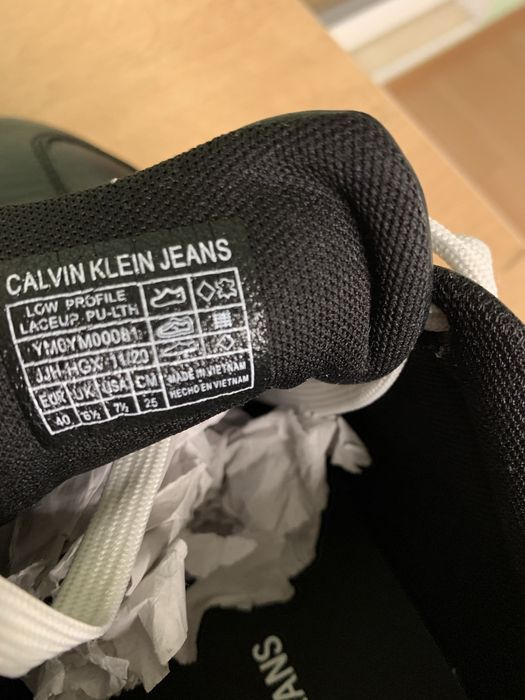 CALVIN KLEIN JEANS
LOW PROFILE
LACEUP PU-LTH
YM0YM00081
JJH-HGX 11/20
EUR UK USA CM MADE IN VIETNAM
40 6½ 7½ 25 HECHO EN VIETNAM
ANS